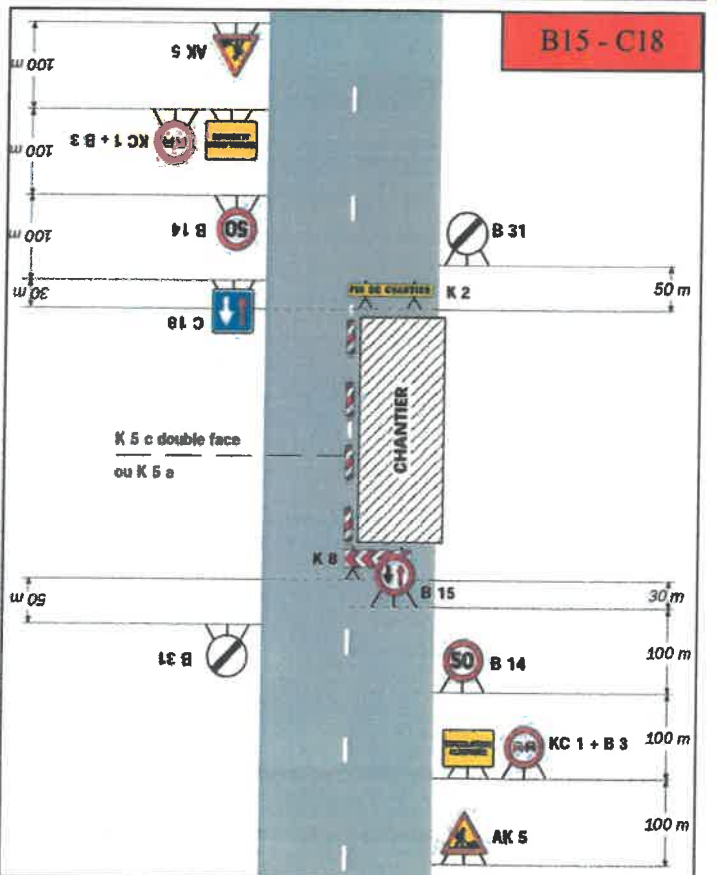 B15 - C18
100 m
AK 5
100 m
KC 1 + B 3
100 m
50
B 14
30 m
C 18
B 31
FIN DE CHANTIER
K 2
50 m
CHANTIER
K 5 c double face
ou K 5 a
K 8
B 15
50 m
30 m
B 31
50
B 14
100 m
KC 1 + B 3
100 m
AK 5
100 m